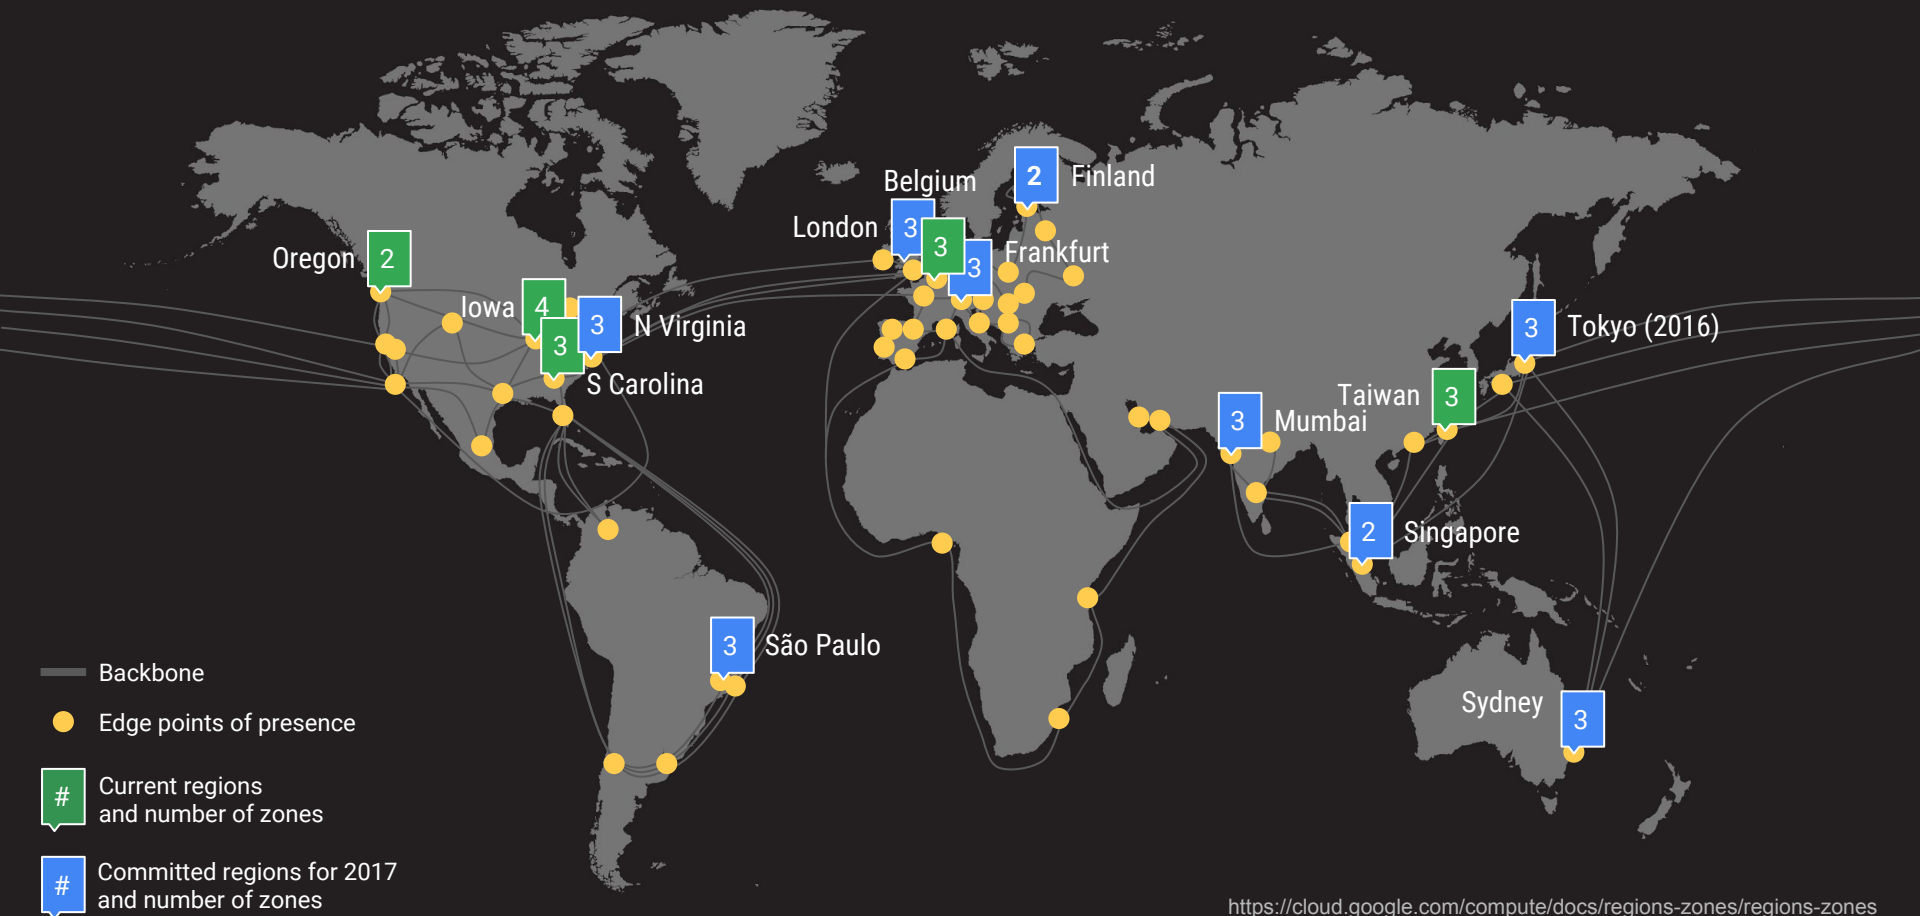 2 Finland
Belgium
London 3
3
3 Frankfurt
Oregon 2
Iowa 4
3 N Virginia
3
S Carolina
3 Tokyo (2016)
Taiwan 3
3 Mumbai
2 Singapore
3 São Paulo
Sydney 3
Backbone
Edge points of presence
# Current regions
and number of zones
# Committed regions for 2017
and number of zones
https://cloud.google.com/compute/docs/regions-zones/regions-zones